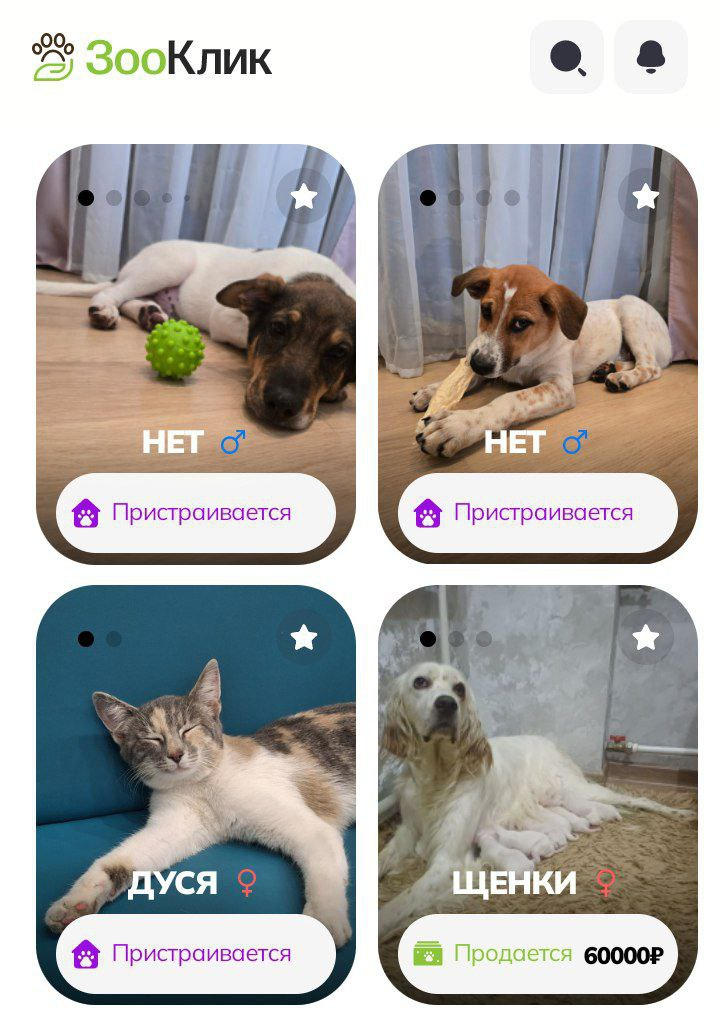 ЗооКлик
НЕТ
Пристраивается
НЕТ
Пристраивается
ДУСЯ
Пристраивается
ЩЕНКИ
Продается 60000₽